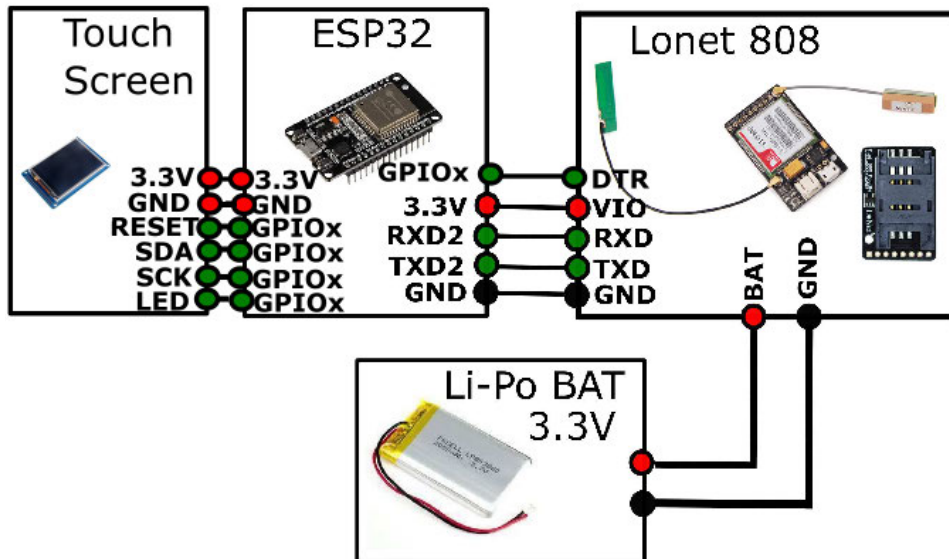 Touch
Screen
3.3V
GND
RESET
SDA
SCK
LED
ESP32
3.3V
GND
GPIOx
GPIOx
GPIOx
GPIOx
GPIOx
3.3V
RXD2
TXD2
GND
Lonet 808
DTR
VIO
RXD
TXD
GND
BAT
GND
Li-Po BAT
3.3V